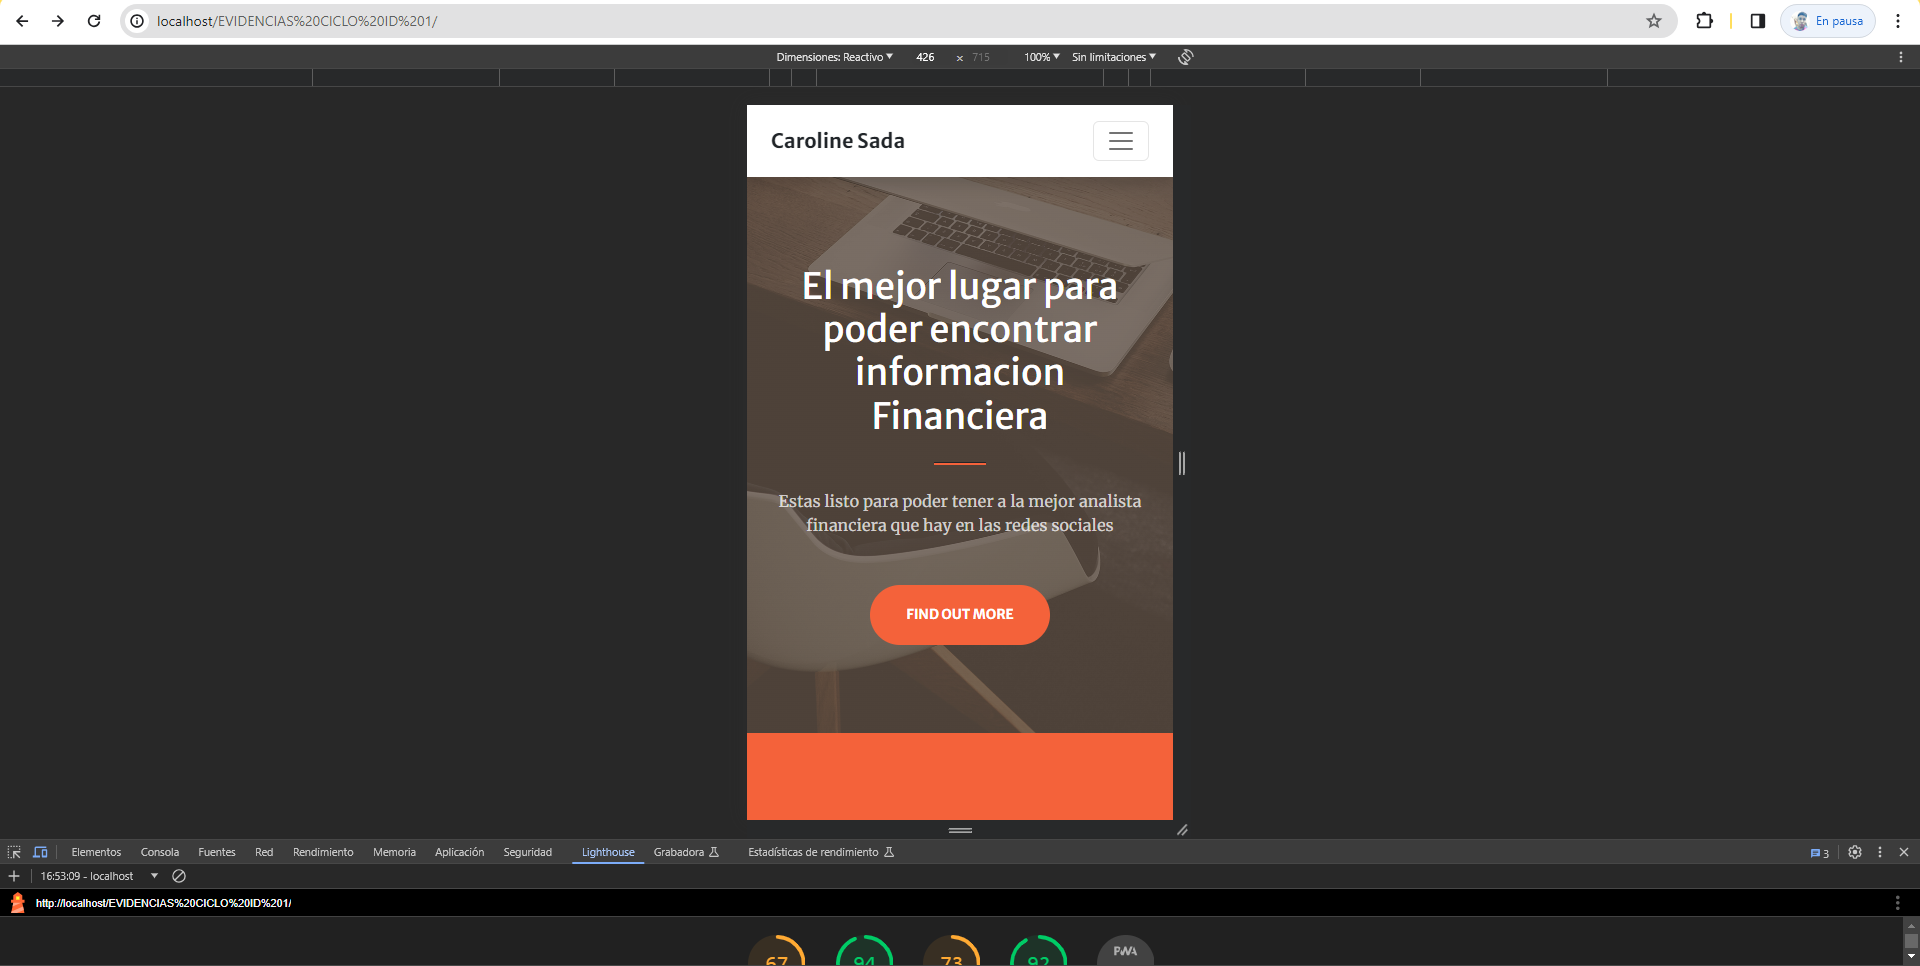 localhost/EVIDENCIAS%20CICLO%20ID%201/
En pausa
Dimensiones: Reactivo 426 x 715 100% Sin limitaciones
Caroline Sada
El mejor lugar para
poder encontrar
informacion
Financiera
Estas listo para poder tener a la mejor analista
financiera que hay en las redes sociales
FIND OUT MORE
Elementos Consola Fuentes Red Rendimiento Memoria Aplicación Seguridad Lighthouse Grabadora Estadísticas de rendimiento 3
16:53:09 - localhost
http://localhost/EVIDENCIAS%20CICLO%20ID%201/
67 94 73 92 PWA